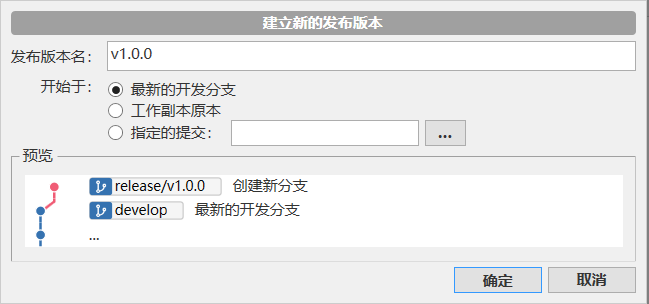 建立新的发布版本
发布版本名： v1.0.0
开始于： 最新的开发分支
工作副本原本
指定的提交： ...
预览
release/v1.0.0 创建新分支
develop 最新的开发分支
...
确定 取消